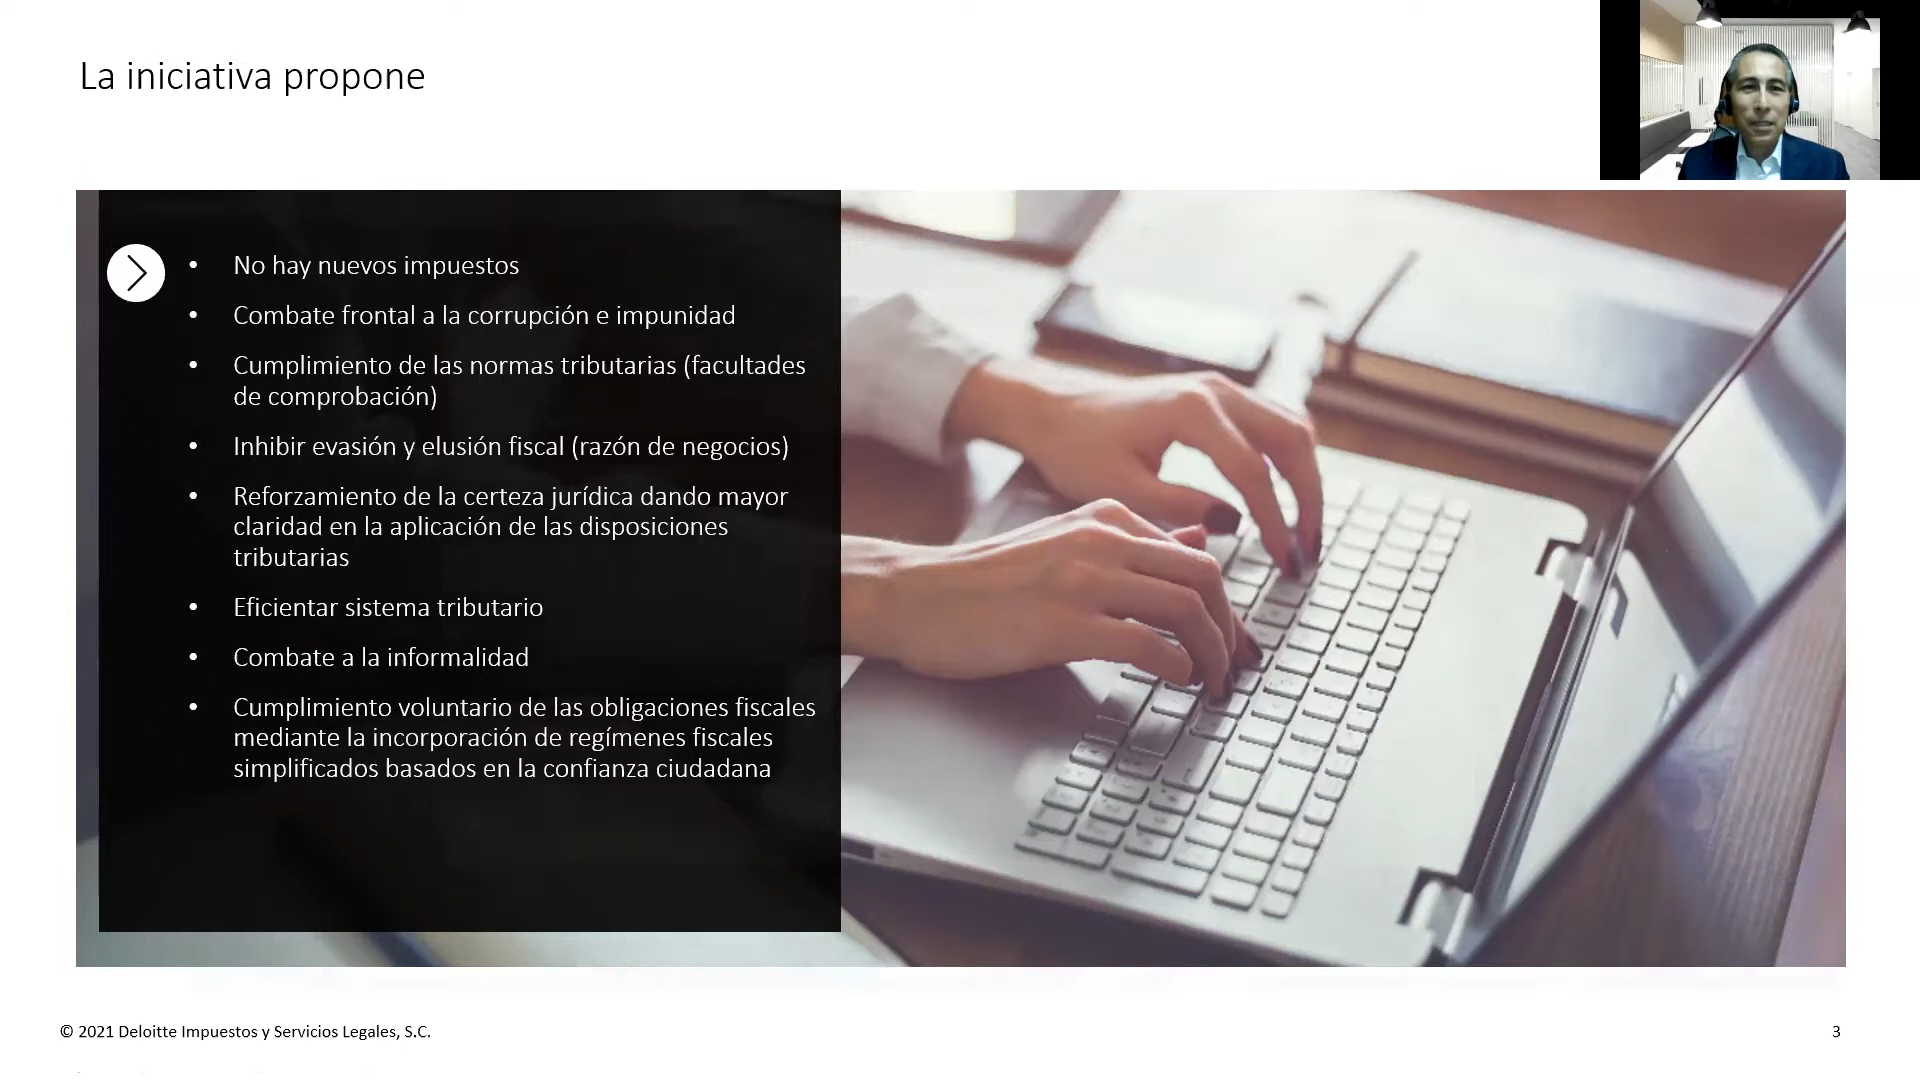 La iniciativa propone
• No hay nuevos impuestos
• Combate frontal a la corrupción e impunidad
• Cumplimiento de las normas tributarias (facultades
de comprobación)
• Inhibir evasión y elusión fiscal (razón de negocios)
• Reforzamiento de la certeza jurídica dando mayor
claridad en la aplicación de las disposiciones
tributarias
• Eficientar sistema tributario
• Combate a la informalidad
• Cumplimiento voluntario de las obligaciones fiscales
mediante la incorporación de regímenes fiscales
simplificados basados en la confianza ciudadana
© 2021 Deloitte Impuestos y Servicios Legales, S.C.
3